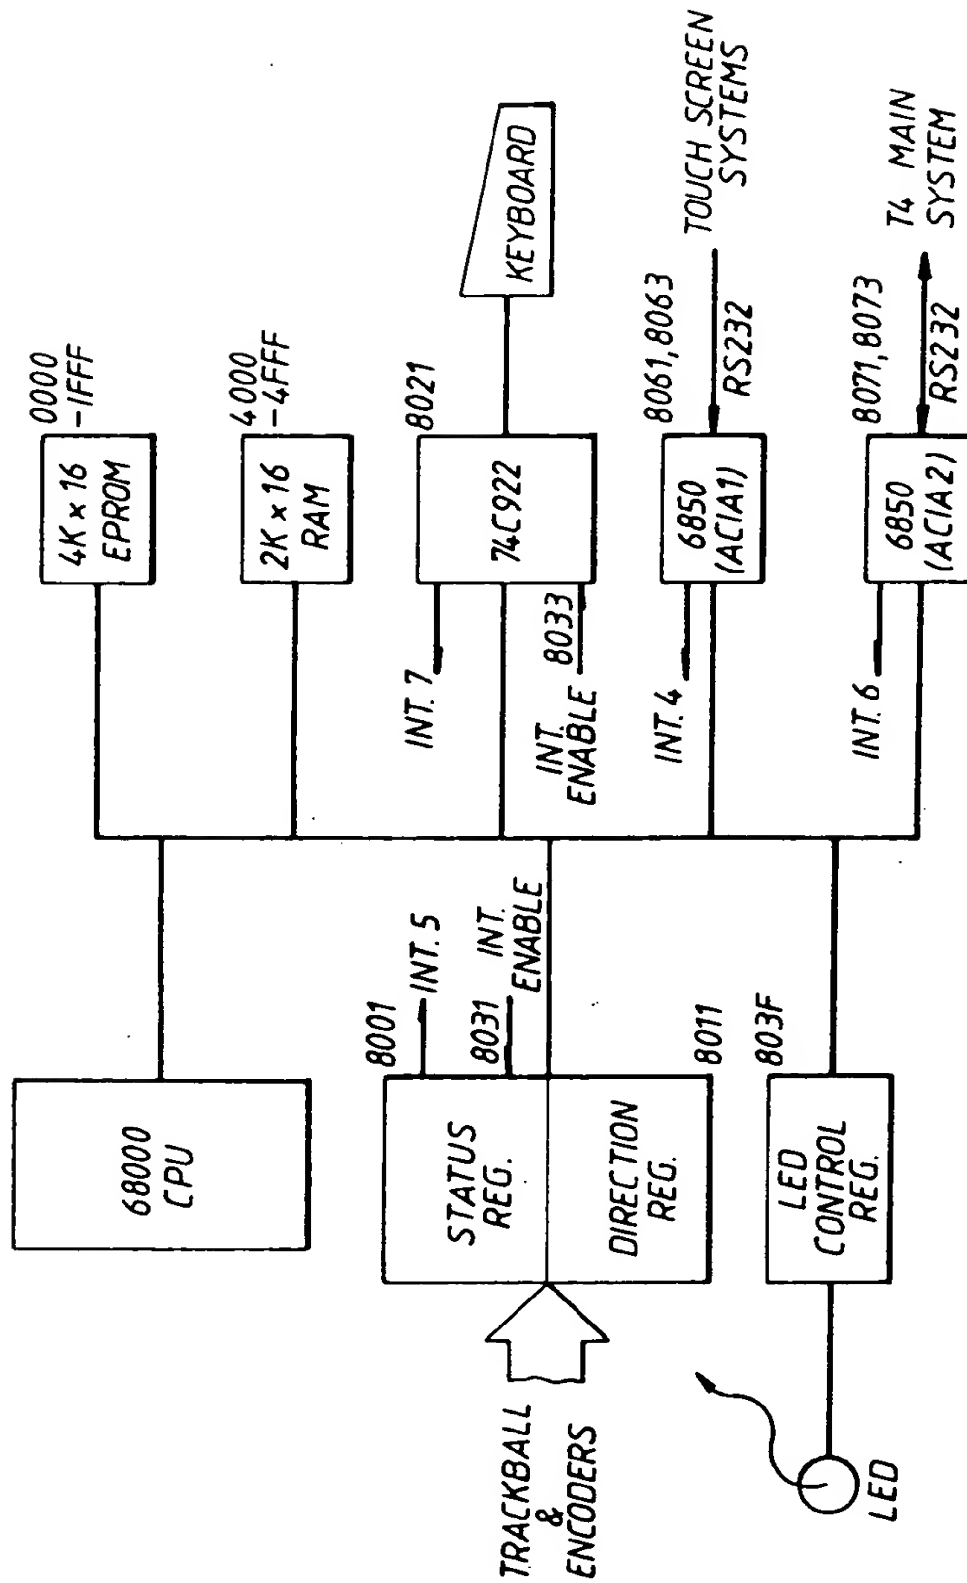 68000
CPU
4K × 16
EPROM
0000
-1FFF
2K × 16
RAM
4000
-4FFF
TRACKBALL
&
ENCODERS
STATUS
REG.
8001
INT. 5
8031
INT.
ENABLE
DIRECTION
REG.
8011
INT. 7
74C922
8021
KEYBOARD
INT.
ENABLE
8033
LED
LED
CONTROL
REG.
803F
INT. 4
6850
(ACIA1)
8061,8063
RS232
TOUCH SCREEN
SYSTEMS
INT. 6
6850
(ACIA2)
8071,8073
RS232
T4 MAIN
SYSTEM